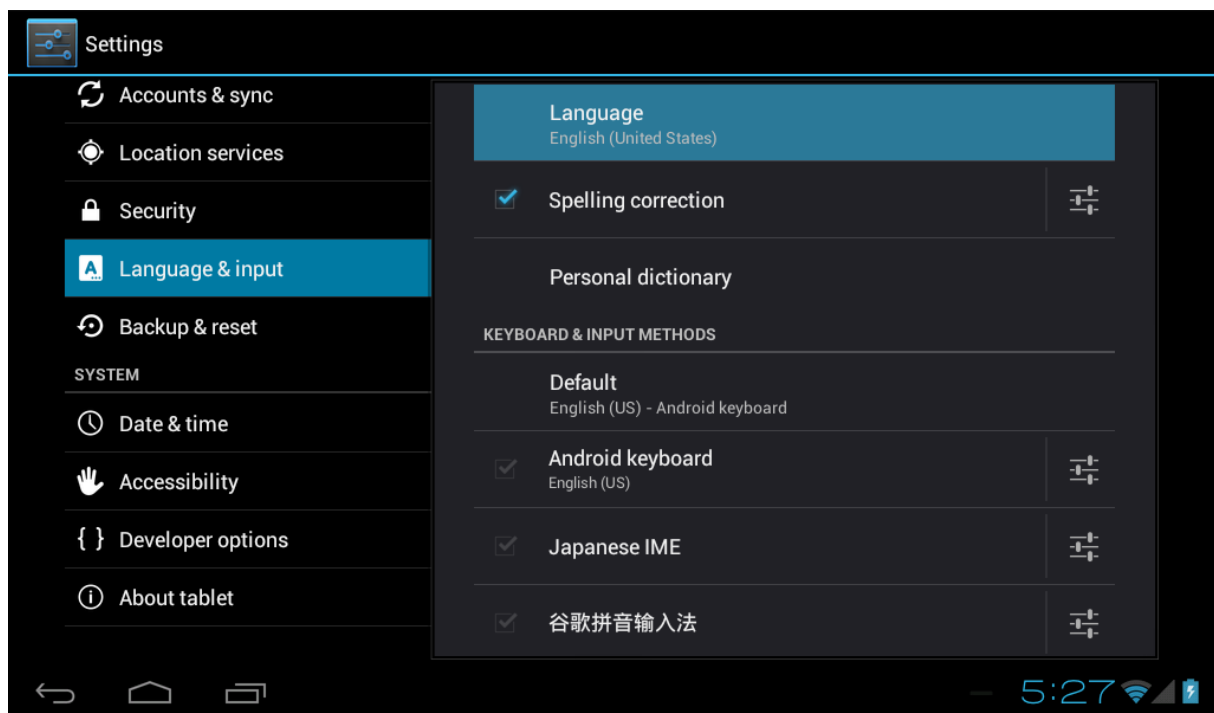 Settings
Accounts & sync
Location services
Security
Language & input
Backup & reset
SYSTEM
Date & time
Accessibility
{ } Developer options
About tablet
Language
English (United States)
Spelling correction
Personal dictionary
KEYBOARD & INPUT METHODS
Default
English (US) - Android keyboard
Android keyboard
English (US)
Japanese IME
谷歌拼音输入法
5:27